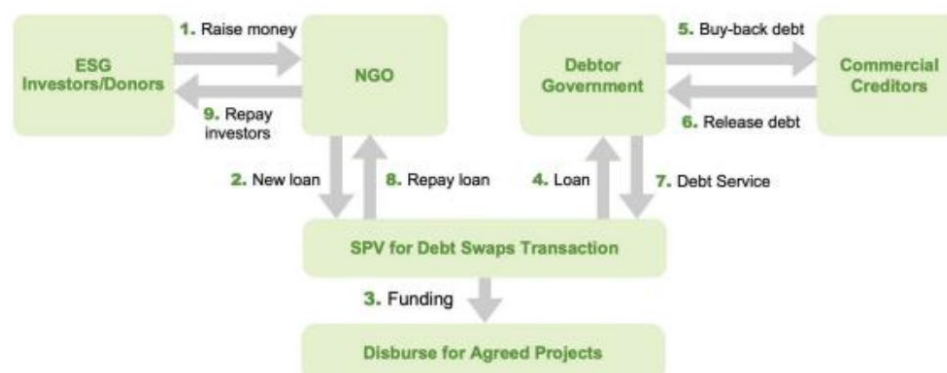 1. Raise money
ESG
Investors/Donors
NGO
9. Repay
investors
5. Buy-back debt
Debtor
Government
Commercial
Creditors
6. Release debt
2. New loan
8. Repay loan
4. Loan
7. Debt Service
SPV for Debt Swaps Transaction
3. Funding
Disburse for Agreed Projects